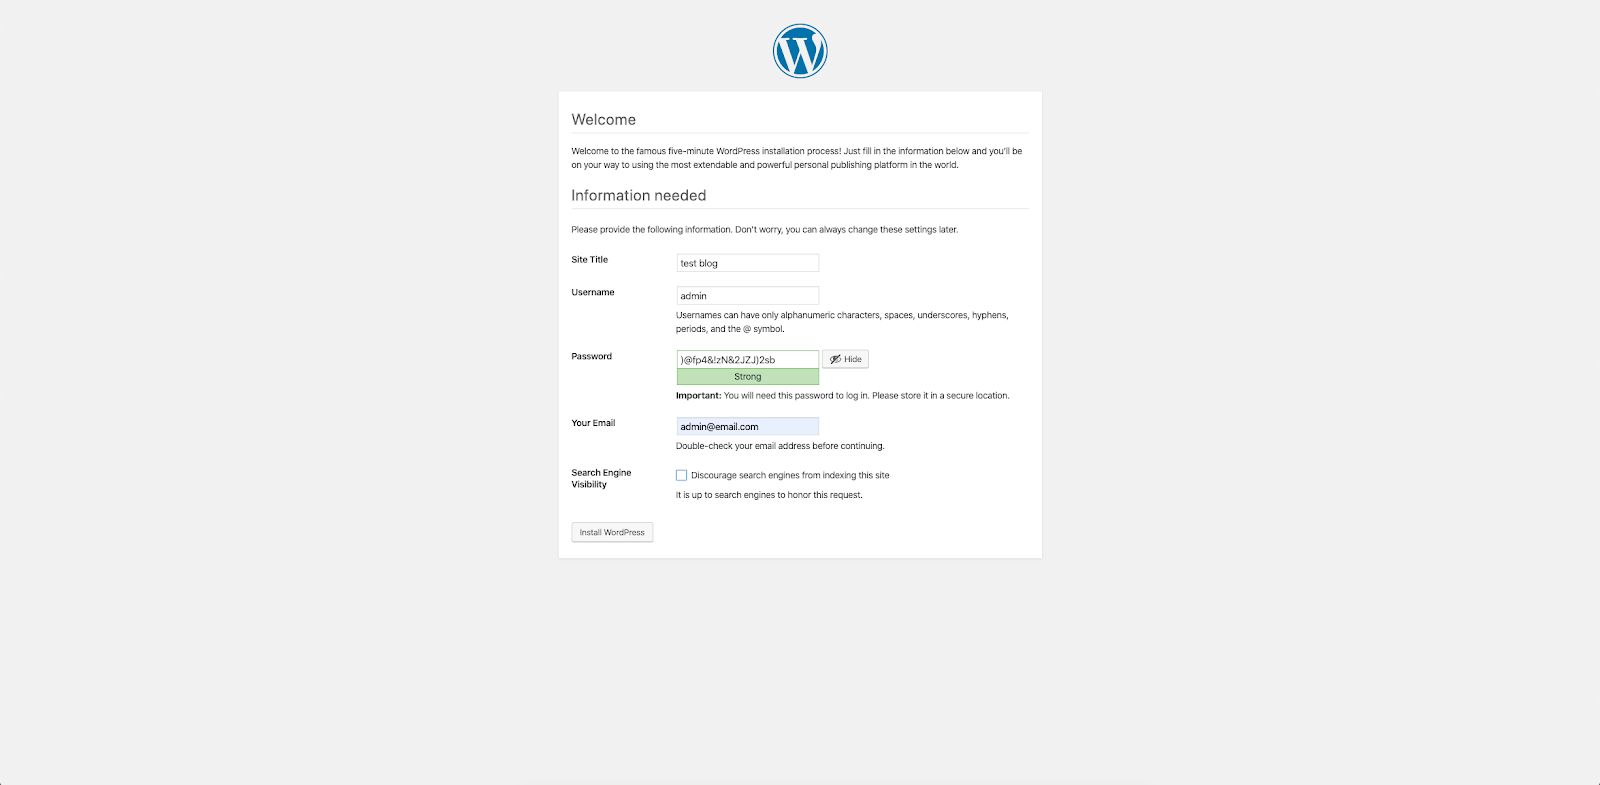 Welcome
Welcome to the famous five-minute WordPress installation process! Just fill in the information below and you'll be
on your way to using the most extendable and powerful personal publishing platform in the world.
Information needed
Please provide the following information. Don't worry, you can always change these settings later.
Site Title
test blog
Username
admin
Usernames can have only alphanumeric characters, spaces, underscores, hyphens,
periods, and the @ symbol.
Password
)@fp4&!zN&2JZJ)2sb
Hide
Strong
Important: You will need this password to log in. Please store it in a secure location.
Your Email
admin@email.com
Double-check your email address before continuing.
Search Engine
Visibility
Discourage search engines from indexing this site
It is up to search engines to honor this request.
Install WordPress